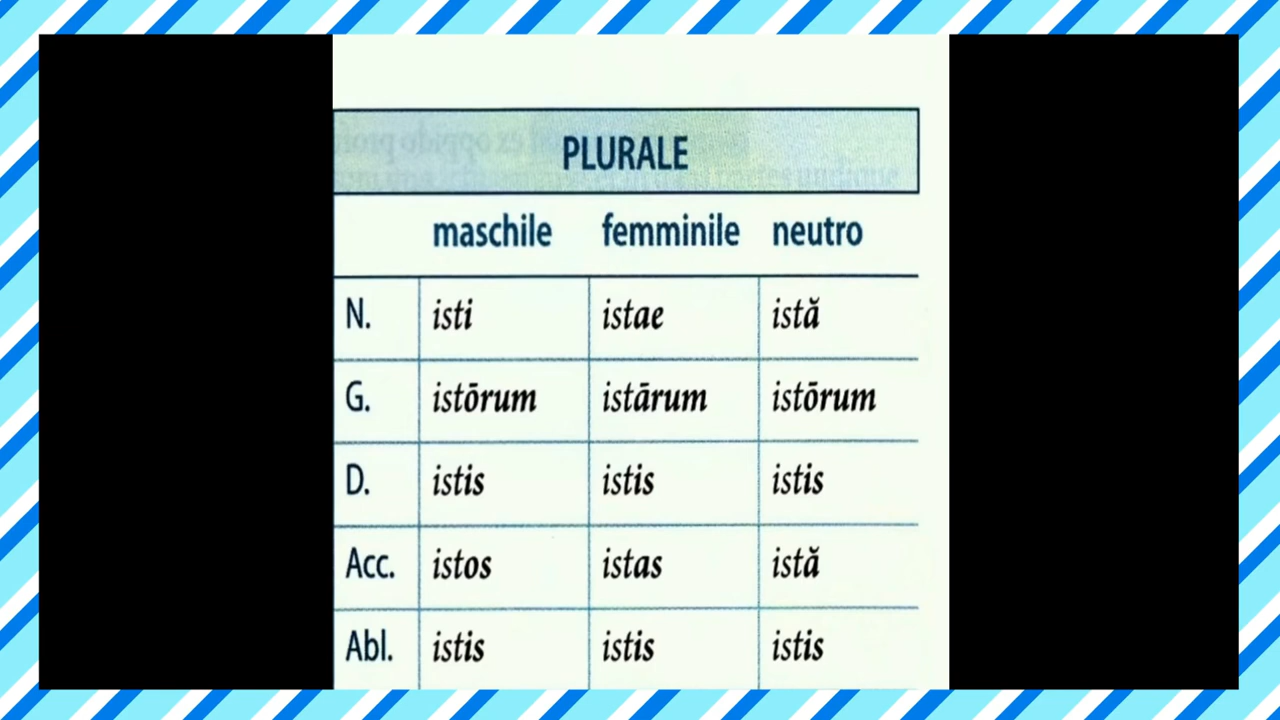 PLURALE
maschile femminile neutro
N. isti istae istă
G. istōrum istārum istōrum
D. istis istis istis
Acc. istos istas istă
Abl. istis istis istis